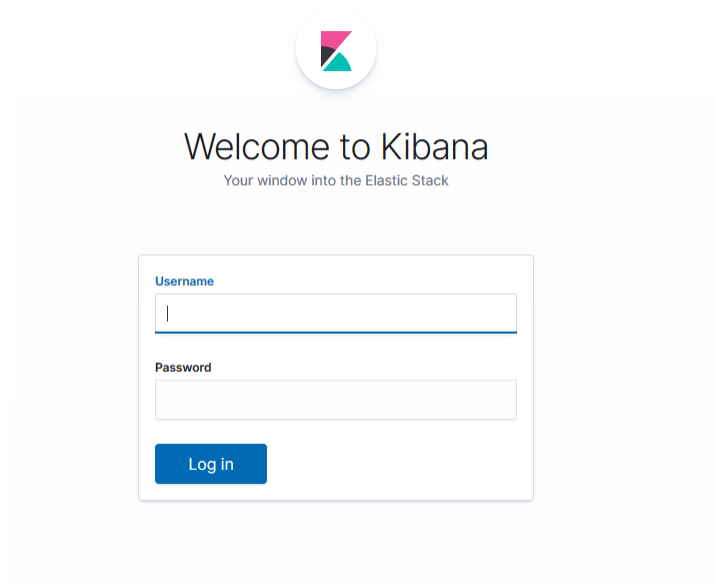 Welcome to Kibana
Your window into the Elastic Stack
Username
Password
Log in